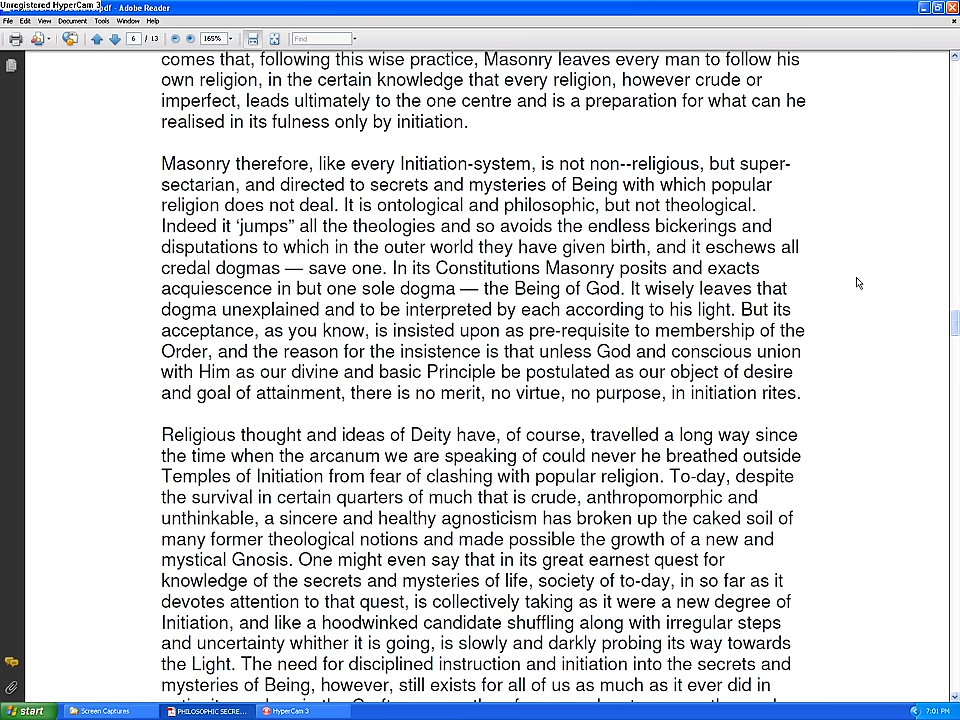 Unregistered HyperCam 3
.pdf - Adobe Reader
File Edit View Document Tools Window Help
6 / 13 165% Find
comes that, following this wise practice, Masonry leaves every man to follow his
own religion, in the certain knowledge that every religion, however crude or
imperfect, leads ultimately to the one centre and is a preparation for what can he
realised in its fulness only by initiation.
Masonry therefore, like every Initiation-system, is not non--religious, but super-
sectarian, and directed to secrets and mysteries of Being with which popular
religion does not deal. It is ontological and philosophic, but not theological.
Indeed it ‘jumps” all the theologies and so avoids the endless bickerings and
disputations to which in the outer world they have given birth, and it eschews all
credal dogmas — save one. In its Constitutions Masonry posits and exacts
acquiescence in but one sole dogma — the Being of God. It wisely leaves that
dogma unexplained and to be interpreted by each according to his light. But its
acceptance, as you know, is insisted upon as pre-requisite to membership of the
Order, and the reason for the insistence is that unless God and conscious union
with Him as our divine and basic Principle be postulated as our object of desire
and goal of attainment, there is no merit, no virtue, no purpose, in initiation rites.
Religious thought and ideas of Deity have, of course, travelled a long way since
the time when the arcanum we are speaking of could never he breathed outside
Temples of Initiation from fear of clashing with popular religion. To-day, despite
the survival in certain quarters of much that is crude, anthropomorphic and
unthinkable, a sincere and healthy agnosticism has broken up the caked soil of
many former theological notions and made possible the growth of a new and
mystical Gnosis. One might even say that in its great earnest quest for
knowledge of the secrets and mysteries of life, society of to-day, in so far as it
devotes attention to that quest, is collectively taking as it were a new degree of
Initiation, and like a hoodwinked candidate shuffling along with irregular steps
and uncertainty whither it is going, is slowly and darkly probing its way towards
the Light. The need for disciplined instruction and initiation into the secrets and
mysteries of Being, however, still exists for all of us as much as it ever did in
start Screen Captures PHILOSOPHIC SECRE... HyperCam 3 7:01 PM